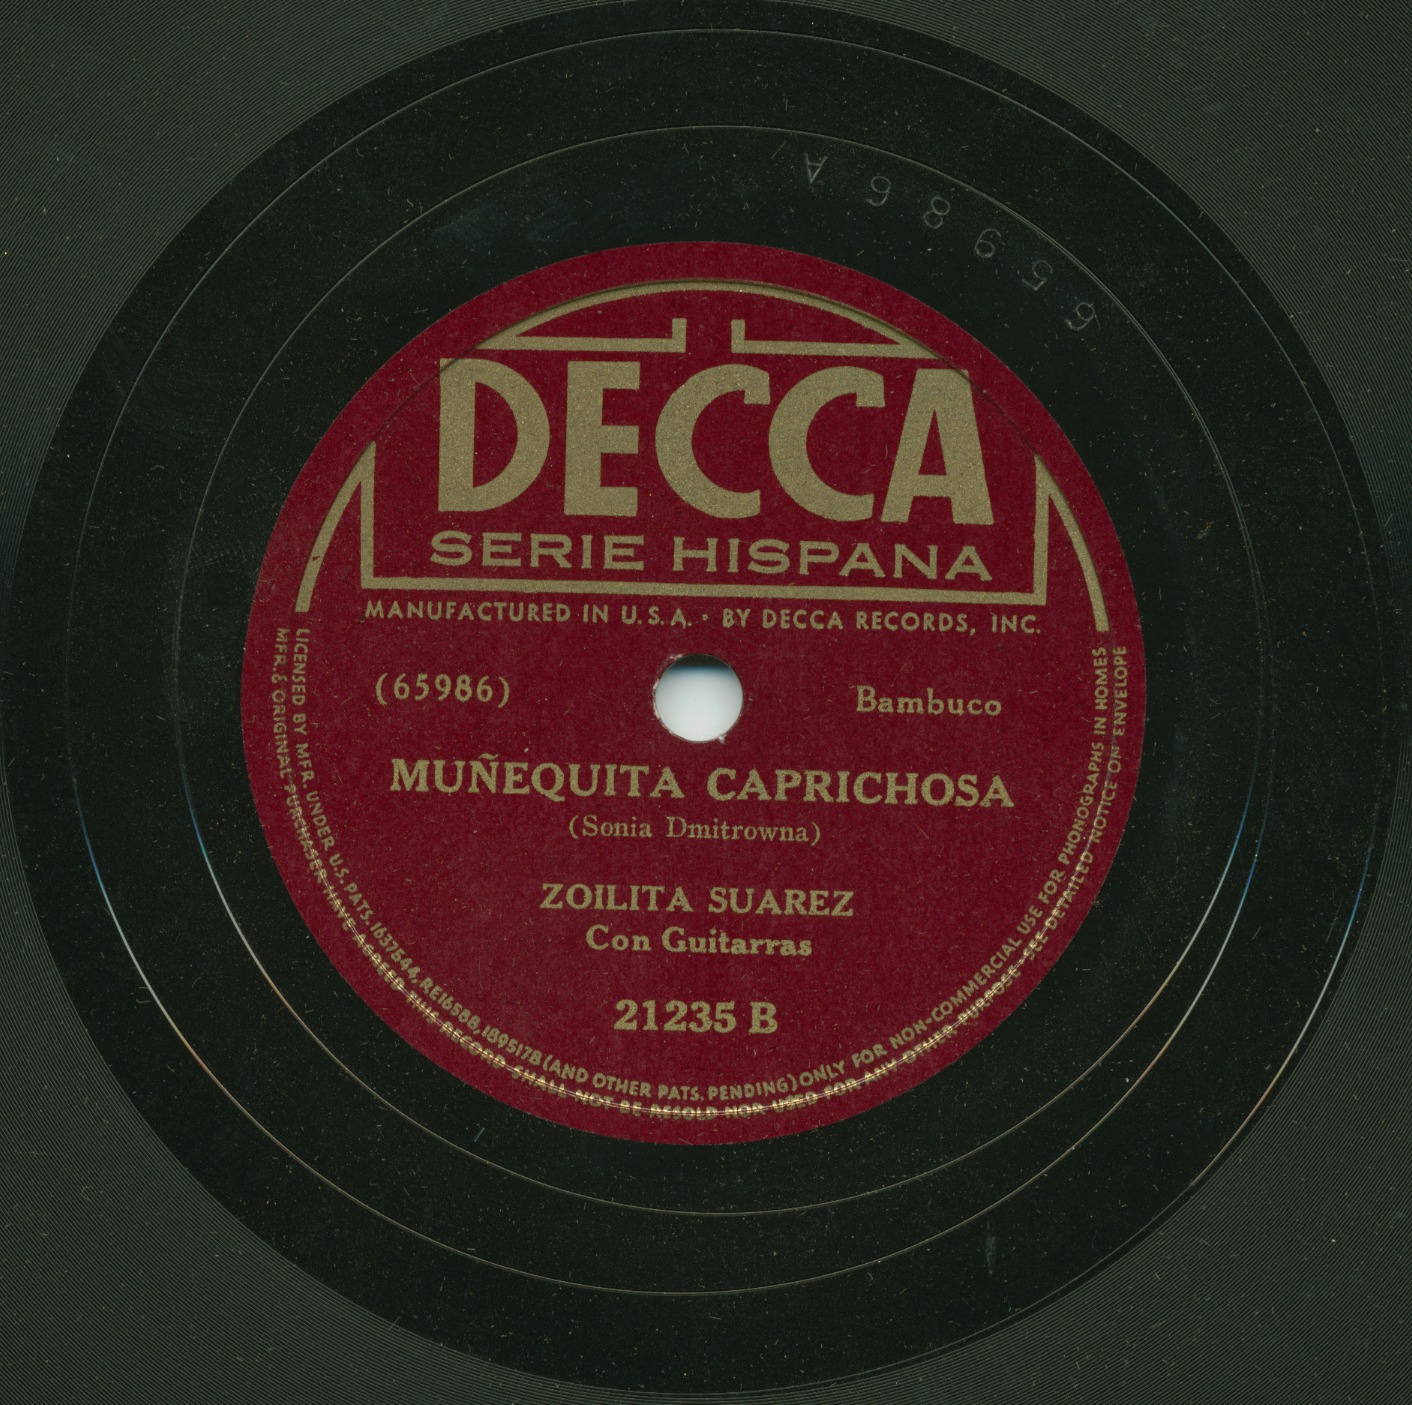 65986 A
DECCA
SERIE HISPANA
MANUFACTURED IN U.S.A. • BY DECCA RECORDS, INC.
(65986)
Bambuco
MUÑEQUITA CAPRICHOSA
(Sonia Dmitrowna)
ZOILITA SUAREZ
Con Guitarras
21235 B
LICENSED BY MFR. UNDER U.S. PATS. 1637544, RE16588, 1895178 (AND OTHER PATS. PENDING) ONLY FOR NON-COMMERCIAL USE FOR PHONOGRAPHS IN HOMES
MFR. & ORIGINAL PURCHASER HAVE AGREED THIS RECORD SHALL NOT BE RESOLD NOR USED FOR ANY OTHER PURPOSE • SEE DETAILED NOTICE ON ENVELOPE